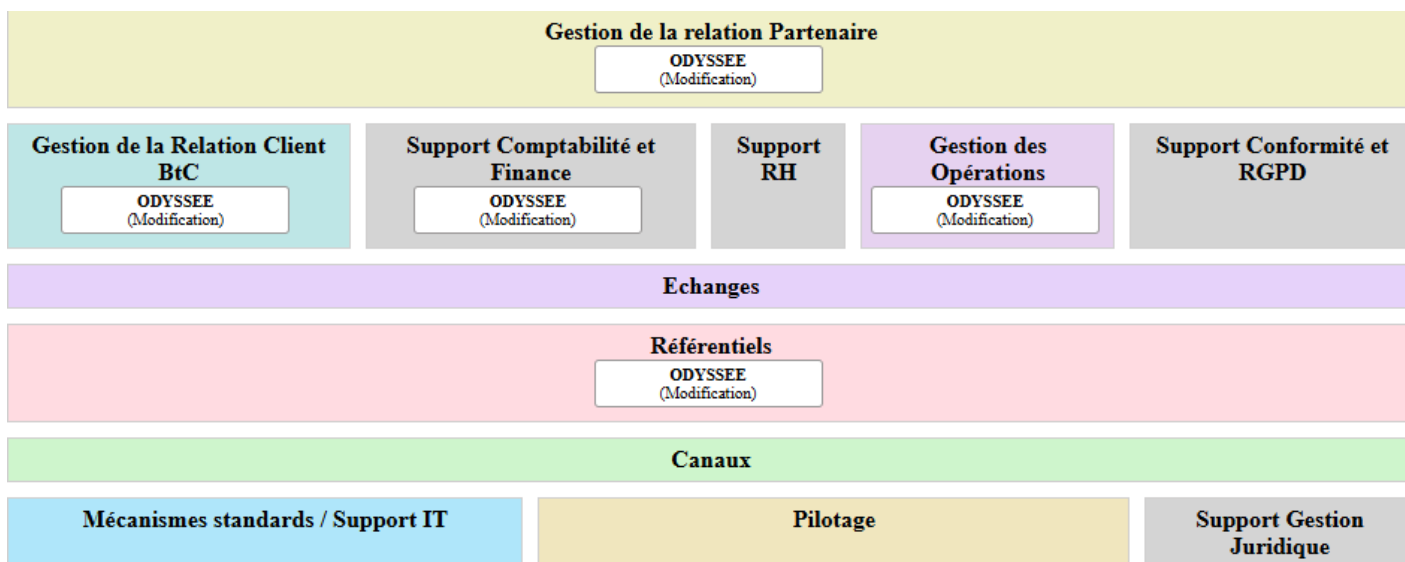 Gestion de la relation Partenaire
ODYSSEE
(Modification)
Gestion de la Relation Client
BtC
ODYSSEE
(Modification)
Support Comptabilité et
Finance
ODYSSEE
(Modification)
Support
RH
Gestion des
Opérations
ODYSSEE
(Modification)
Support Conformité et
RGPD
Echanges
Référentiels
ODYSSEE
(Modification)
Canaux
Mécanismes standards / Support IT
Pilotage
Support Gestion
Juridique